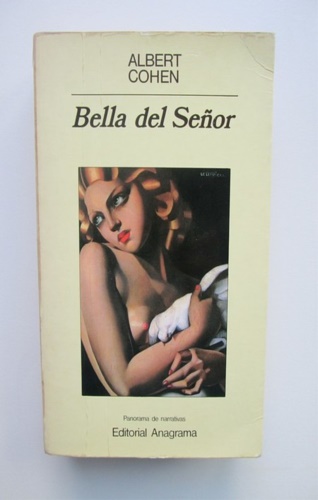 ALBERT
COHEN
Bella del Señor
Panorama de narrativas
Editorial Anagrama